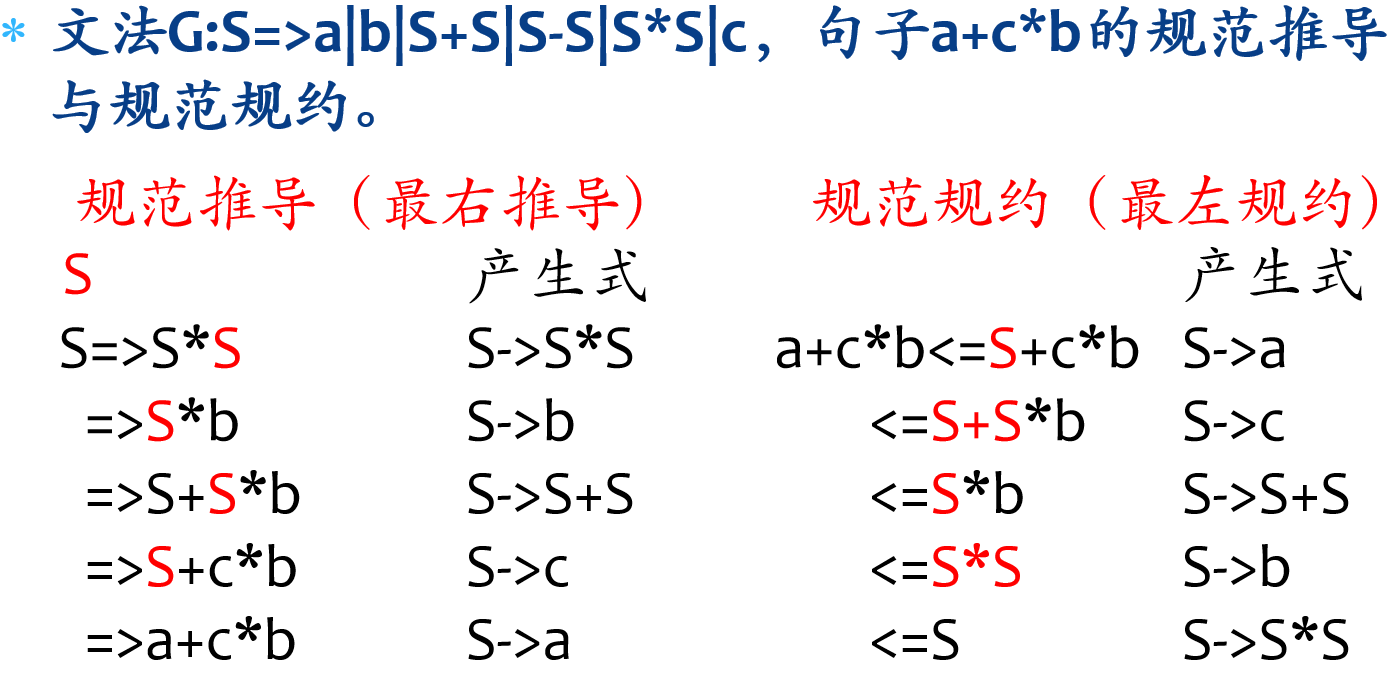 * 文法G:S=>a|b|S+S|S-S|S*S|c，句子a+c*b的规范推导
与规范规约。
规范推导（最右推导） 规范规约（最左规约）
S 产生式 产生式
S=>S*S S->S*S a+c*b<=S+c*b S->a
=>S*b S->b <=S+S*b S->c
=>S+S*b S->S+S <=S*b S->S+S
=>S+c*b S->c <=S*S S->b
=>a+c*b S->a <=S S->S*S